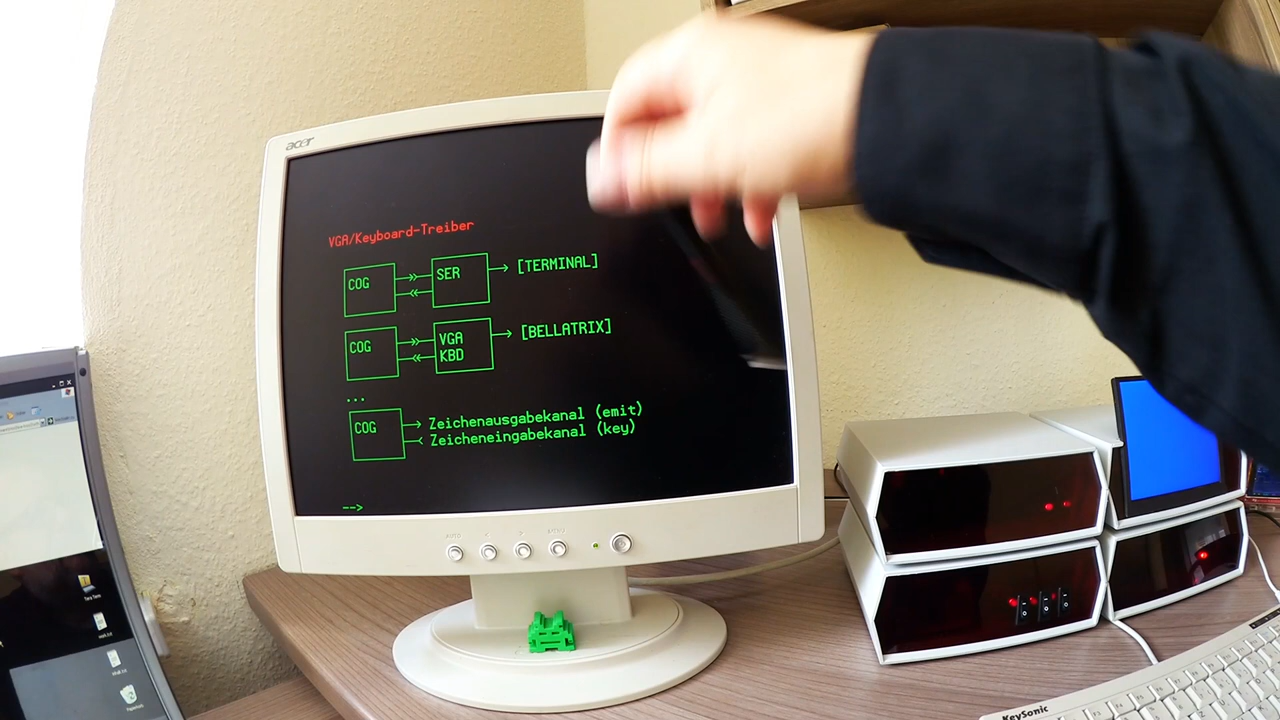 acer
VGA/Keyboard-Treiber
COG
SER
[TERMINAL]
COG
VGA
KBD
[BELLATRIX]
...
COG
Zeichenausgabekanal (emit)
Zeicheneingabekanal (key)
-->
KeySonic